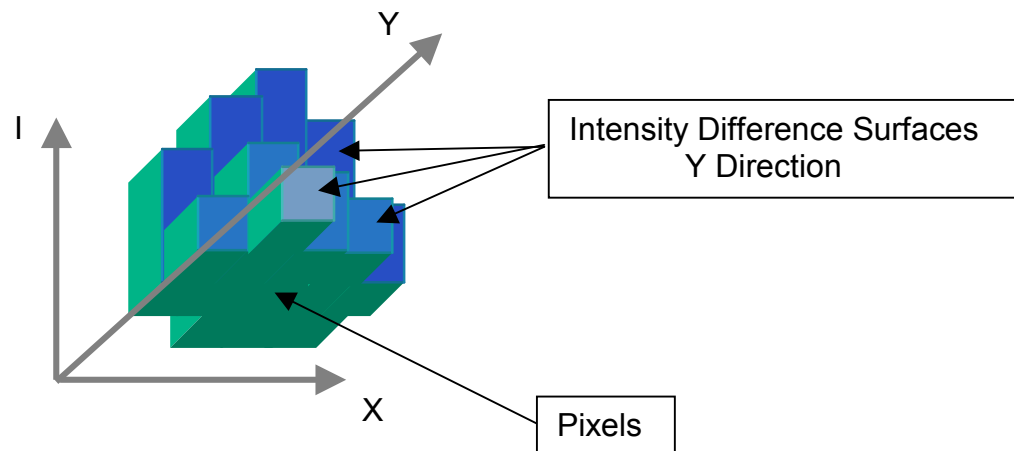 Y
I
Intensity Difference Surfaces
Y Direction
X
Pixels